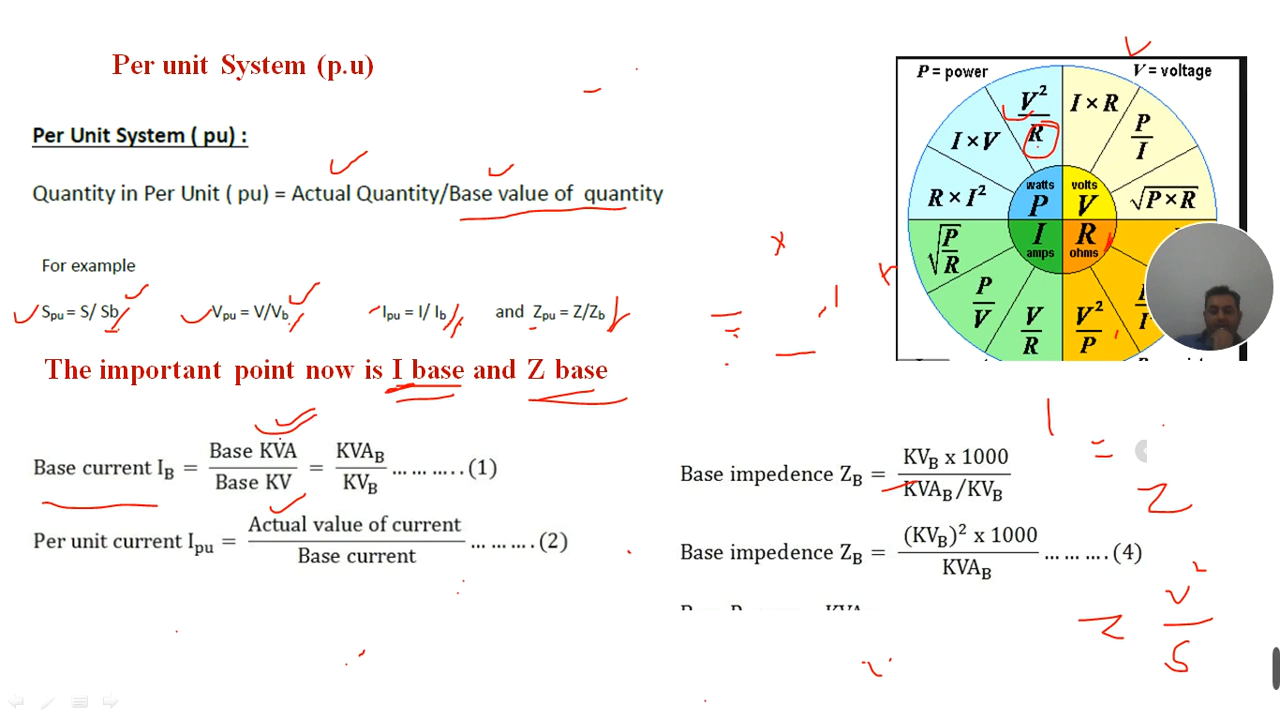 Per unit System (p.u)
Per Unit System ( pu) :
Quantity in Per Unit ( pu) = Actual Quantity/Base value of quantity
For example
Spu = S/ Sb
Vpu = V/Vb
Ipu = I/ Ib
and Zpu = Z/Zb
The important point now is I base and Z base
Base current IB = Base KVA / Base KV = KVAB / KVB ... ... ... . . (1)
Per unit current Ipu = Actual value of current / Base current ... ... ... . (2)
P = power
V = voltage
V
V² / R
I × R
I × V
P / I
R × I²
√(P × R)
watts
P
volts
V
I
amps
R
ohms
√(P / R)
P / V
V / R
V² / P
Base impedence ZB = KVB x 1000 / KVAB/KVB
Base impedence ZB = (KVB)² x 1000 / KVAB ... ... ... . (4)
Z
Z V² / S